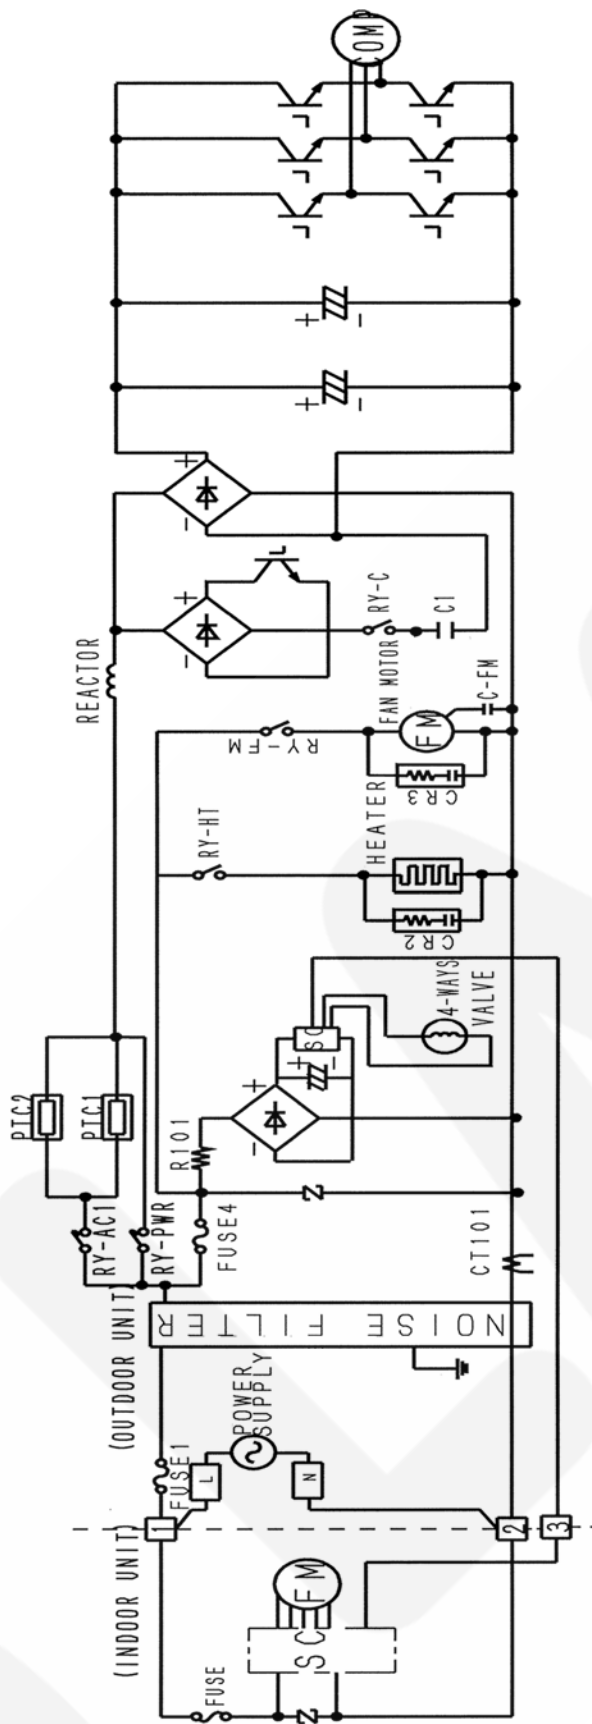 (INDOOR UNIT)
(OUTDOOR UNIT)
FUSE
SC
FM
1
2
3
FUSE1
L
N
POWER
SUPPLY
NOISE FILTER
RY-AC1
RY-PWR
FUSE4
CT101
PTC2
PTC1
R101
+
-
+
-
SC
4-WAYS
VALVE
RY-HT
HEATER
CR2
RY-FM
FAN MOTOR
FM
CR3
C-FM
REACTOR
+
-
RY-C
C1
+
-
+
-
+
-
COMP